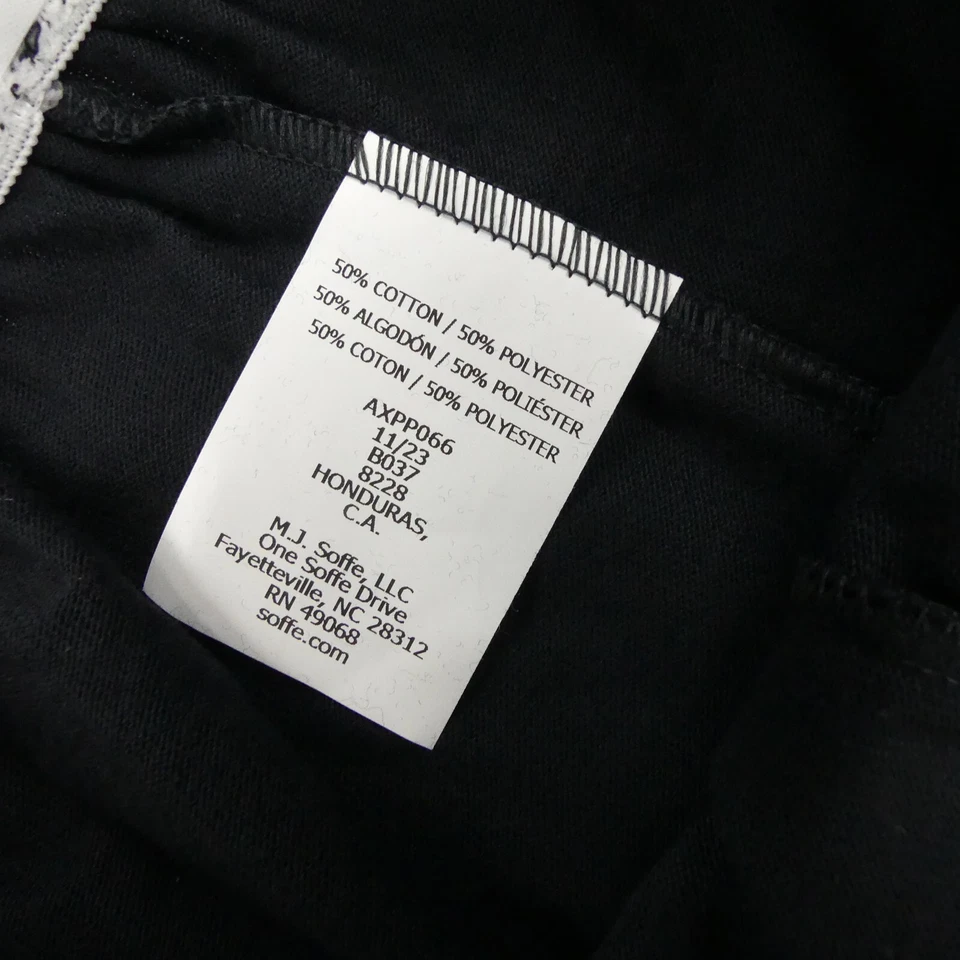 50% COTTON / 50% POLYESTER
50% ALGODÓN / 50% POLIÉSTER
50% COTON / 50% POLYESTER
AXPP066
11/23
B037
8228
HONDURAS,
C.A.
M.J. Soffe, LLC
One Soffe Drive
Fayetteville, NC 28312
RN 49068
soffe.com